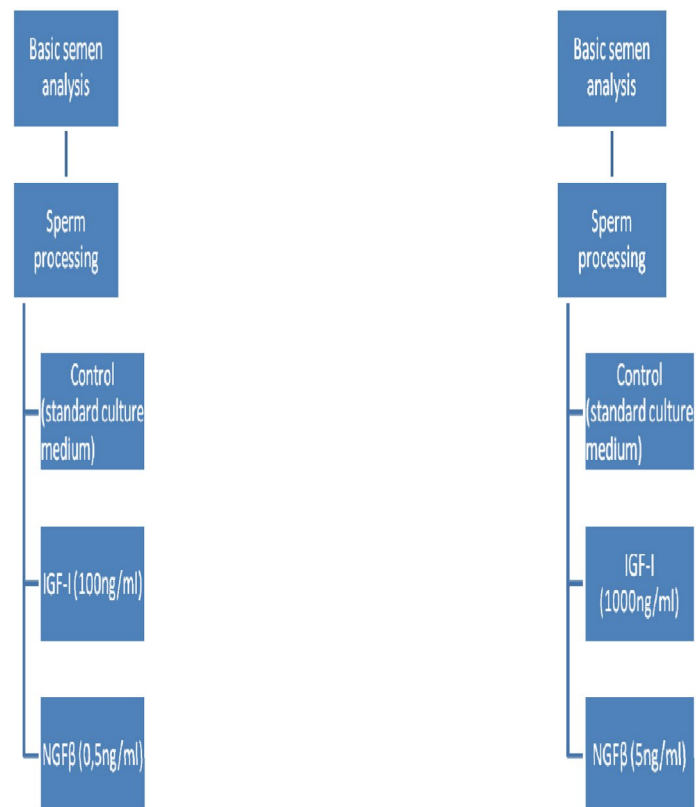 Basic semen
analysis
Sperm
processing
Control
(standard culture
medium)
IGF-I (100ng/ml)
NGFβ (0,5ng/ml)
Basic semen
analysis
Sperm
processing
Control
(standard culture
medium)
IGF-I
(1000ng/ml)
NGFβ (5ng/ml)